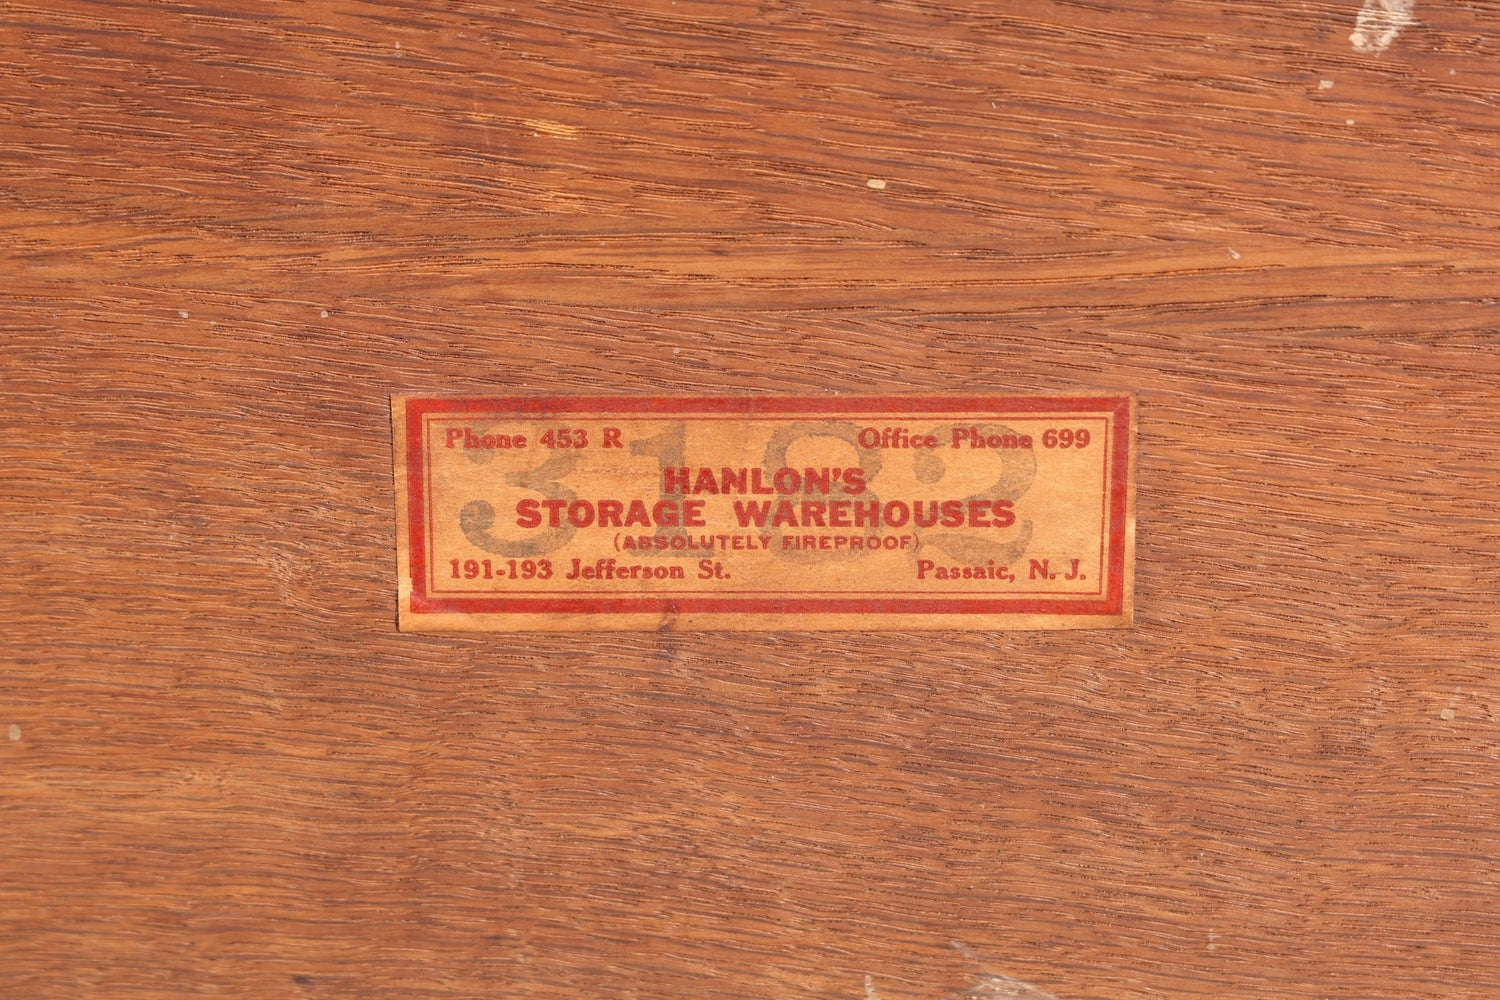 Phone 453 R Office Phone 699
3182
HANLON'S
STORAGE WAREHOUSES
(ABSOLUTELY FIREPROOF)
191-193 Jefferson St. Passaic, N. J.